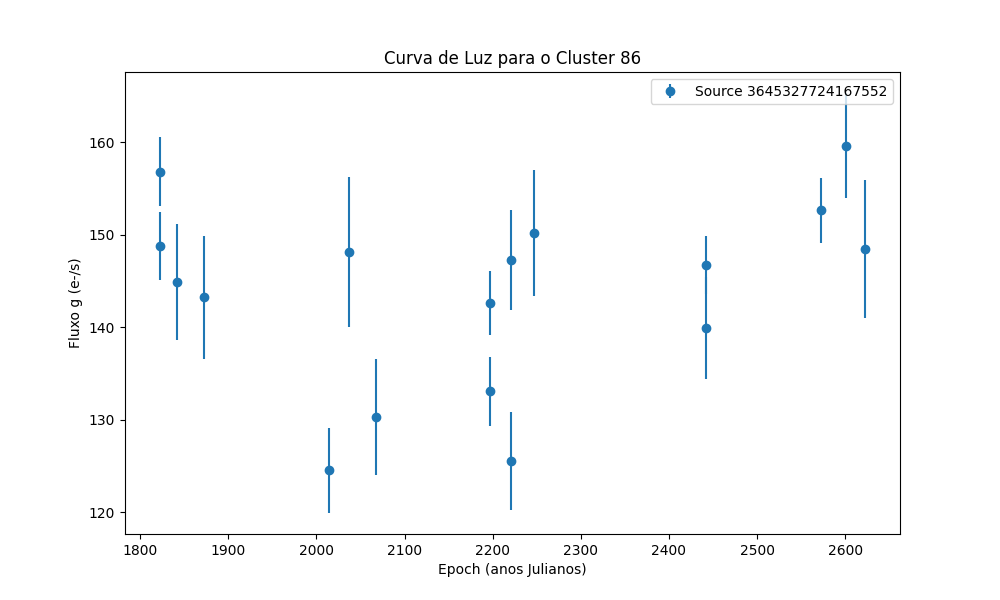 Curva de Luz para o Cluster 86
Source 3645327724167552
Fluxo g (e-/s)
160
150
140
130
120
1800 1900 2000 2100 2200 2300 2400 2500 2600
Epoch (anos Julianos)